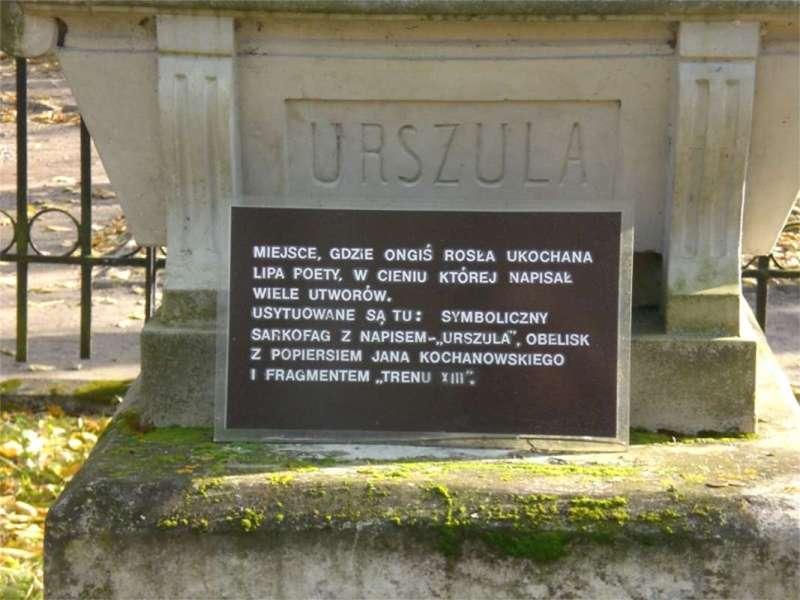 URSZULA
MIEJSCE, GDZIE ONGIŚ ROSŁA UKOCHANA
LIPA POETY, W CIENIU KTÓREJ NAPISAŁ
WIELE UTWORÓW.
USYTUOWANE SĄ TU: SYMBOLICZNY
SARKOFAG Z NAPISEM-„URSZULA", OBELISK
Z POPIERSIEM JANA KOCHANOWSKIEGO
I FRAGMENTEM „TRENU XIII".